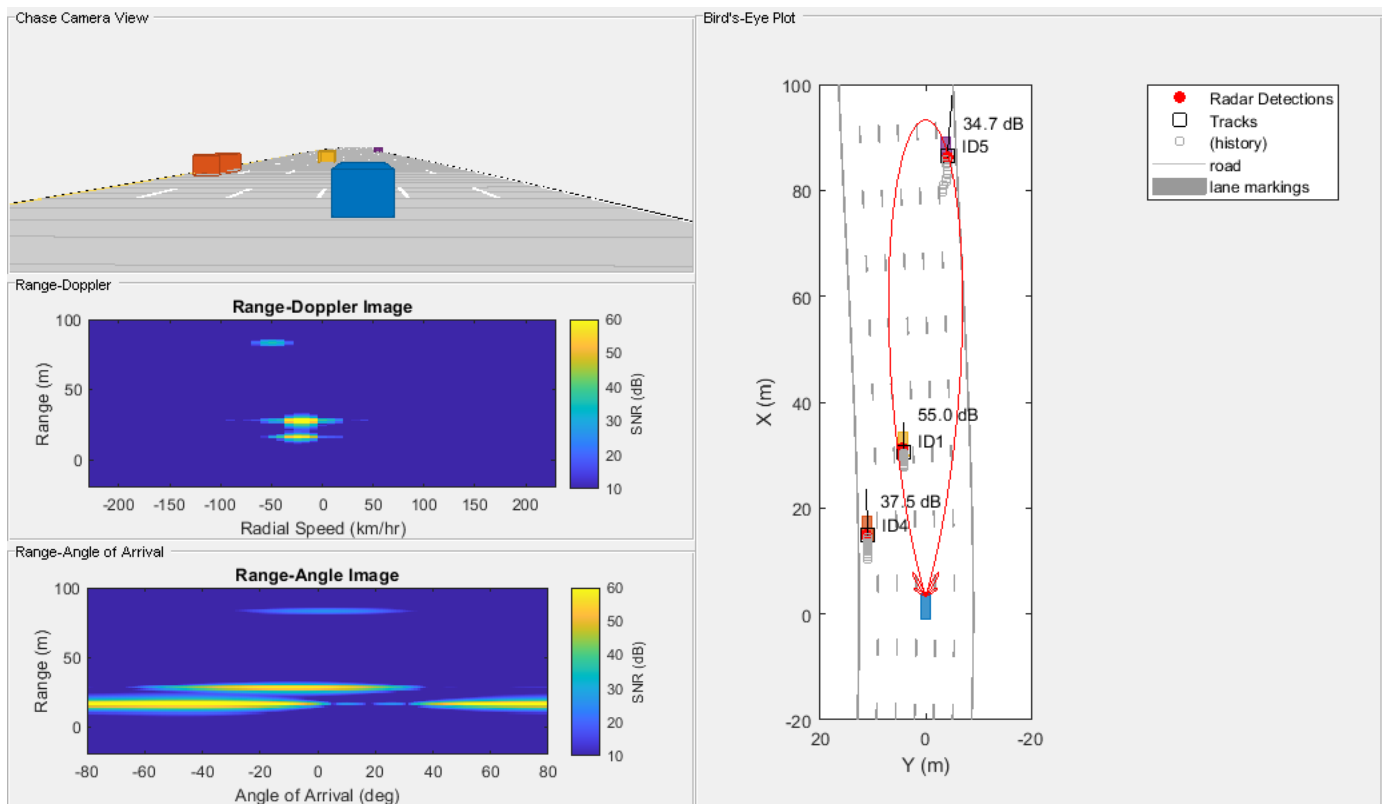 Chase Camera View
Range-Doppler
Range-Doppler Image
100
50
0
Range (m)
-200 -150 -100 -50 0 50 100 150 200
Radial Speed (km/hr)
60
50
40
30
20
10
SNR (dB)
Range-Angle of Arrival
Range-Angle Image
100
50
0
Range (m)
-80 -60 -40 -20 0 20 40 60 80
Angle of Arrival (deg)
60
50
40
30
20
10
SNR (dB)
Bird's-Eye Plot
100
80
60
40
20
0
-20
X (m)
20 0 -20
Y (m)
34.7 dB
ID5
55.0 dB
ID1
37.5 dB
ID4
Radar Detections
Tracks
(history)
road
lane markings